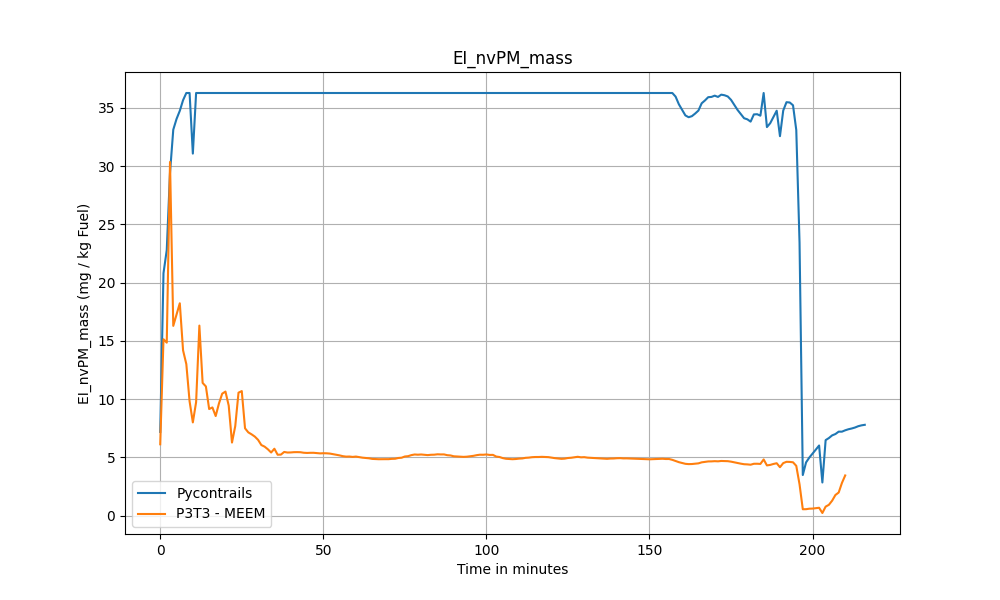 EI_nvPM_mass
EI_nvPM_mass (mg / kg Fuel)
35
30
25
20
15
10
5
0
Pycontrails
P3T3 - MEEM
0 50 100 150 200
Time in minutes